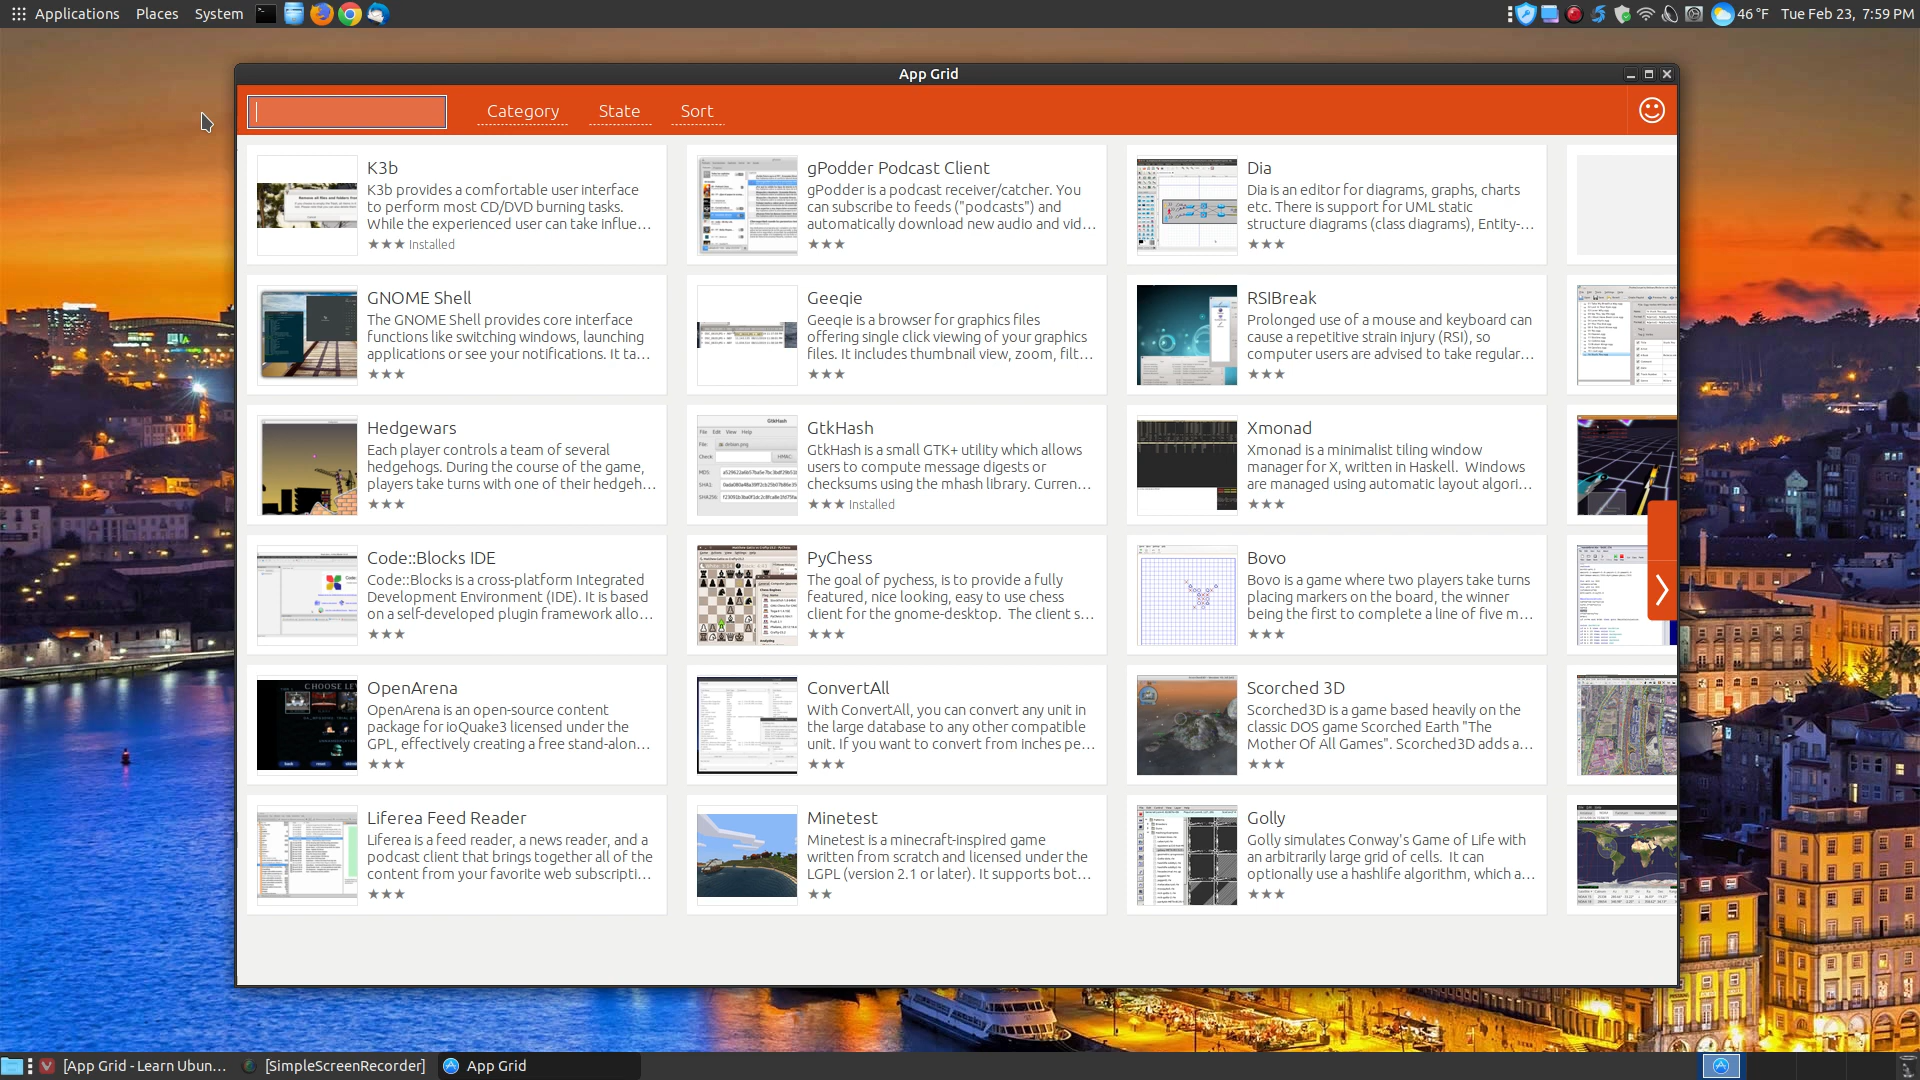 Applications Places System
46 °F Tue Feb 23, 7:59 PM
App Grid
Category State Sort
K3b
K3b provides a comfortable user interface
to perform most CD/DVD burning tasks.
While the experienced user can take influe...
★★★ Installed
gPodder Podcast Client
gPodder is a podcast receiver/catcher. You
can subscribe to feeds ("podcasts") and
automatically download new audio and vid...
★★★
Dia
Dia is an editor for diagrams, graphs, charts
etc. There is support for UML static
structure diagrams (class diagrams), Entity-...
★★★
GNOME Shell
The GNOME Shell provides core interface
functions like switching windows, launching
applications or see your notifications. It ta...
★★★
Geeqie
Geeqie is a browser for graphics files
offering single click viewing of your graphics
files. It includes thumbnail view, zoom, filt...
★★★
RSIBreak
Prolonged use of a mouse and keyboard can
cause a repetitive strain injury (RSI), so
computer users are advised to take regular...
★★★
Hedgewars
Each player controls a team of several
hedgehogs. During the course of the game,
players take turns with one of their hedgeh...
★★★
GtkHash
GtkHash is a small GTK+ utility which allows
users to compute message digests or
checksums using the mhash library. Curren...
★★★ Installed
Xmonad
Xmonad is a minimalist tiling window
manager for X, written in Haskell. Windows
are managed using automatic layout algori...
★★★
Code::Blocks IDE
Code::Blocks is a cross-platform Integrated
Development Environment (IDE). It is based
on a self-developed plugin framework allo...
★★★
PyChess
The goal of pychess, is to provide a fully
featured, nice looking, easy to use chess
client for the gnome-desktop. The client s...
★★★
Bovo
Bovo is a game where two players take turns
placing markers on the board, the winner
being the first to complete a line of five m...
★★★
OpenArena
OpenArena is an open-source content
package for ioQuake3 licensed under the
GPL, effectively creating a free stand-alon...
★★★
ConvertAll
With ConvertAll, you can convert any unit in
the large database to any other compatible
unit. If you want to convert from inches pe...
★★★
Scorched 3D
Scorched3D is a game based heavily on the
classic DOS game Scorched Earth "The
Mother Of All Games". Scorched3D adds a...
★★★
Liferea Feed Reader
Liferea is a feed reader, a news reader, and a
podcast client that brings together all of the
content from your favorite web subscripti...
★★★
Minetest
Minetest is a minecraft-inspired game
written from scratch and licensed under the
LGPL (version 2.1 or later). It supports bot...
★★
Golly
Golly simulates Conway's Game of Life with
an arbitrarily large grid of cells. It can
optionally use a hashlife algorithm, which a...
★★★
[App Grid - Learn Ubun... [SimpleScreenRecorder] App Grid